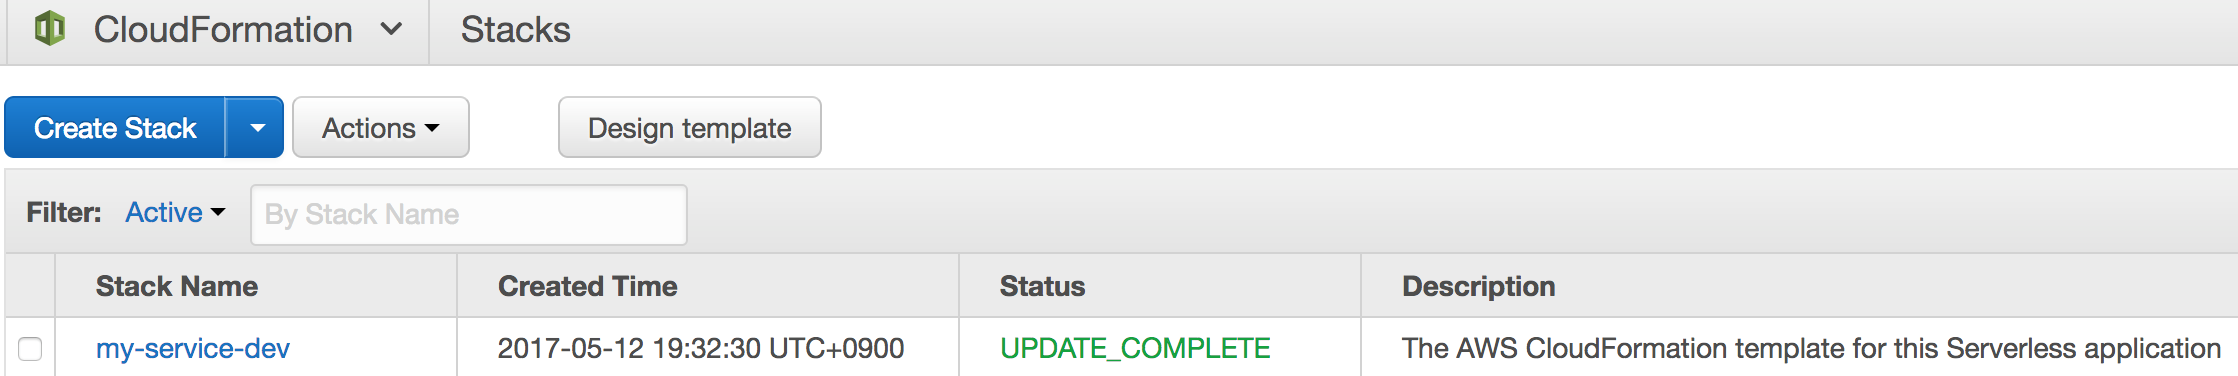 CloudFormation Stacks
Create Stack Actions Design template
Filter: Active By Stack Name
Stack Name Created Time Status Description
my-service-dev 2017-05-12 19:32:30 UTC+0900 UPDATE_COMPLETE The AWS CloudFormation template for this Serverless application